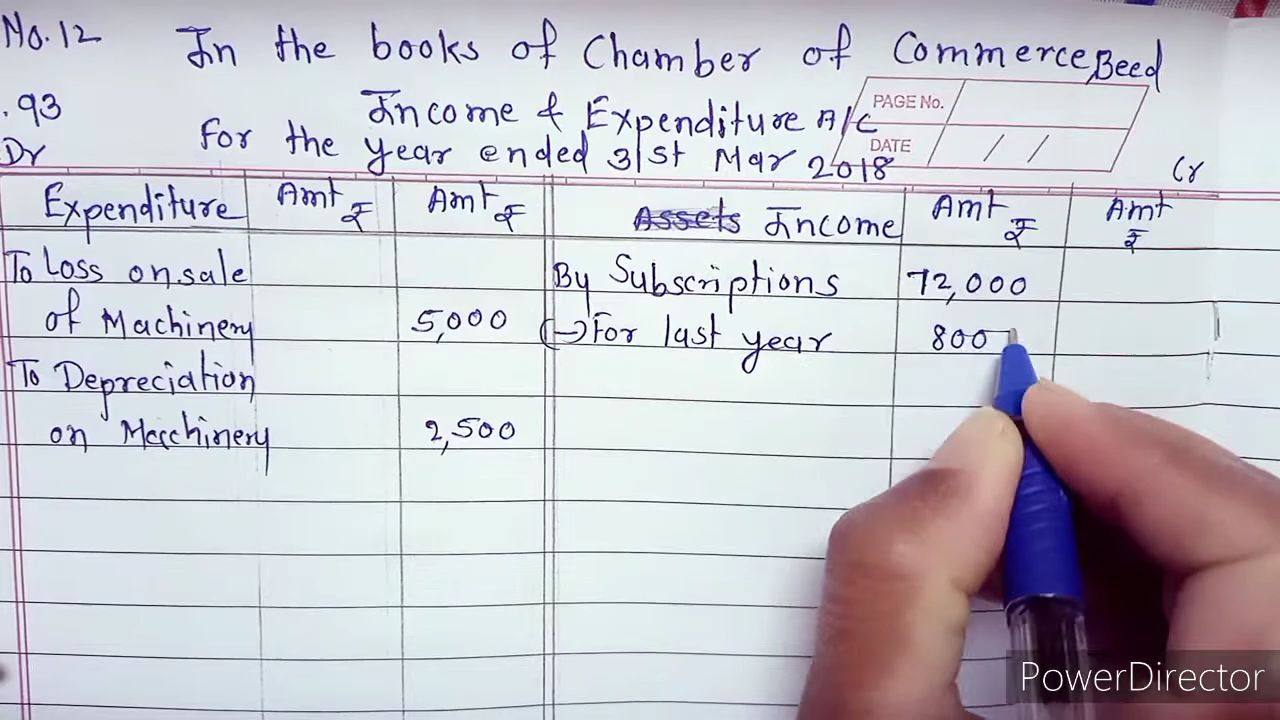 No. 12
In the books of Chamber of Commerce, Beed
. 93
Income & Expenditure A/C
PAGE No.
For the year ended 31st Mar 2018
DATE / /
Dr
Cr
Expenditure Amt ₹ Amt ₹ Assets Income Amt ₹ Amt ₹
To Loss on sale By Subscriptions 72,000
of Machinery 5,000 (-) For last year 800
To Depreciation
on Machinery 2,500
PowerDirector